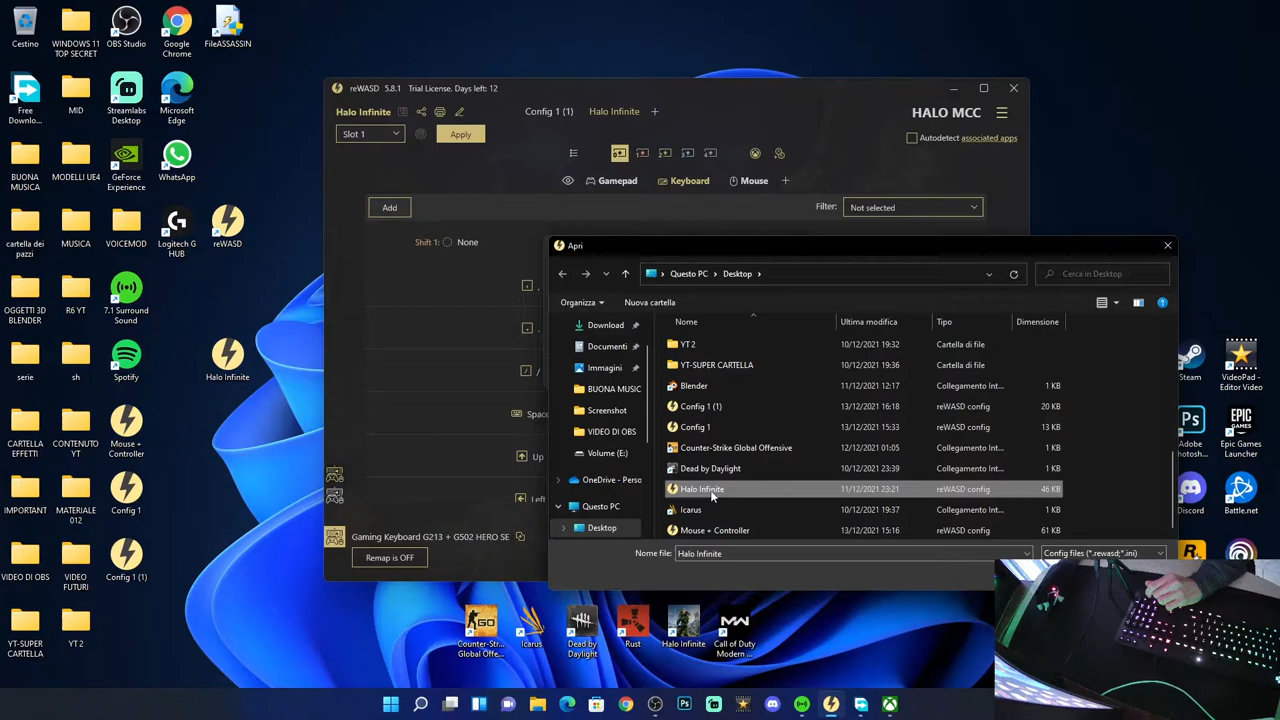 Cestino
WINDOWS 11
TOP SECRET
OBS Studio
Google
Chrome
FileASSASSIN
Free
Downlo...
MID
Streamlabs
Desktop
Microsoft
Edge
BUONA
MUSICA
MODELLI UE4
GeForce
Experience
WhatsApp
cartella dei
pazzi
MUSICA
VOICEMOD
Logitech G
HUB
reWASD
OGGETTI 3D
BLENDER
R6 YT
7.1 Surround
Sound
serie
sh
Spotify
Halo Infinite
CARTELLA
EFFETTI
CONTENUTO
YT
Mouse +
Controller
IMPORTANT
MATERIALE
012
Config 1
VIDEO DI OBS
VIDEO
FUTURI
Config 1 (1)
YT-SUPER
CARTELLA
YT 2
reWASD 5.8.1 Trial License. Days left: 12
Halo Infinite
Config 1 (1)
Halo Infinite
HALO MCC
Slot 1
Apply
Autodetect associated apps
Gamepad
Keyboard
Mouse
Add
Filter:
Not selected
Shift 1:
None
Space
Up
Left
Gaming Keyboard G213 + G502 HERO SE
Remap is OFF
Apri
Questo PC
Desktop
Cerca in Desktop
Organizza
Nuova cartella
Nome
Ultima modifica
Tipo
Dimensione
Download
Documenti
Immagini
BUONA MUSIC
Screenshot
VIDEO DI OBS
Volume (E:)
OneDrive - Perso
Questo PC
Desktop
YT 2 10/12/2021 19:32 Cartella di file
YT-SUPER CARTELLA 10/12/2021 19:36 Cartella di file
Blender 11/12/2021 12:17 Collegamento Int... 1 KB
Config 1 (1) 13/12/2021 16:18 reWASD config 20 KB
Config 1 13/12/2021 15:33 reWASD config 13 KB
Counter-Strike Global Offensive 12/12/2021 01:05 Collegamento Int... 1 KB
Dead by Daylight 10/12/2021 23:39 Collegamento Int... 1 KB
Halo Infinite 11/12/2021 23:21 reWASD config 46 KB
Icarus 10/12/2021 19:37 Collegamento Int... 1 KB
Mouse + Controller 13/12/2021 15:16 reWASD config 61 KB
Nome file:
Halo Infinite
Config files (*.rewasd;*.ini)
Steam
VideoPad -
Editor Video
Adobe
Photosh...
Epic Games
Launcher
Discord
Battle.net
Counter-Str...
Global Offe...
Icarus
Dead by
Daylight
Rust
Halo Infinite
Call of Duty
Modern ...